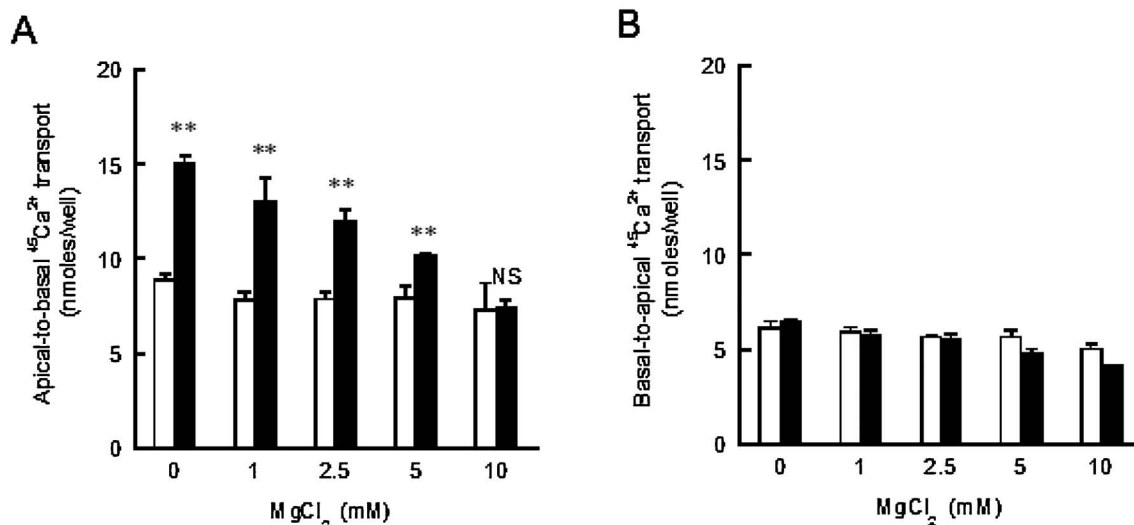 A
Apical-to-basal ⁴⁵Ca²⁺ transport
(nmoles/well)
20
15
10
5
0
**
**
**
**
NS
0 1 2.5 5 10
MgCl₂ (mM)
B
Basal-to-apical ⁴⁵Ca²⁺ transport
(nmoles/well)
20
15
10
5
0
0 1 2.5 5 10
MgCl₂ (mM)